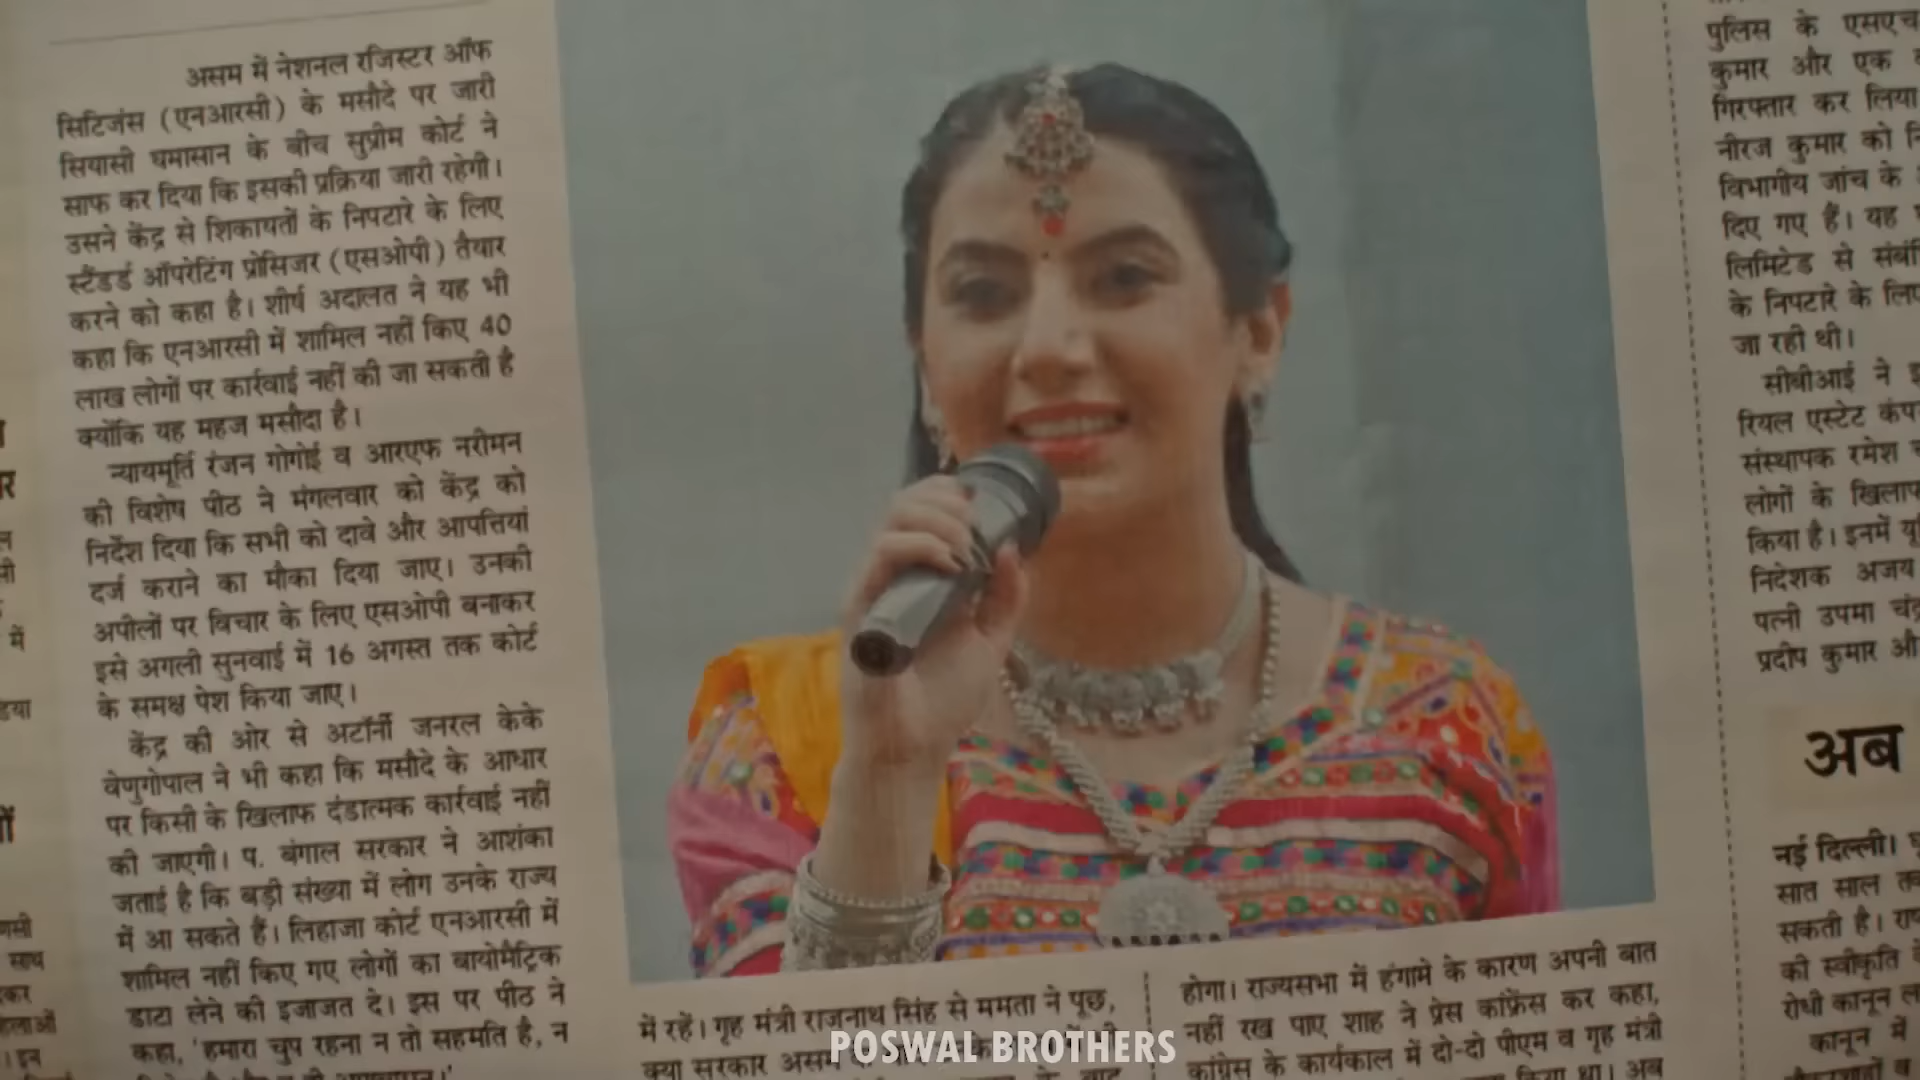 असम में नेशनल रजिस्टर ऑफ
सिटिजंस (एनआरसी) के मसौदे पर जारी
सियासी घमासान के बीच सुप्रीम कोर्ट ने
साफ कर दिया कि इसकी प्रक्रिया जारी रहेगी।
उसने केंद्र से शिकायतों के निपटारे के लिए
स्टैंडर्ड ऑपरेटिंग प्रोसिजर (एसओपी) तैयार
करने को कहा है। शीर्ष अदालत ने यह भी
कहा कि एनआरसी में शामिल नहीं किए 40
लाख लोगों पर कार्रवाई नहीं की जा सकती है
क्योंकि यह महज मसौदा है।
न्यायमूर्ति रंजन गोगोई व आरएफ नरीमन
की विशेष पीठ ने मंगलवार को केंद्र को
निर्देश दिया कि सभी को दावे और आपत्तियां
दर्ज कराने का मौका दिया जाए। उनकी
अपीलों पर विचार के लिए एसओपी बनाकर
इसे अगली सुनवाई में 16 अगस्त तक कोर्ट
के समक्ष पेश किया जाए।
केंद्र की ओर से अटॉर्नी जनरल केके
वेणुगोपाल ने भी कहा कि मसौदे के आधार
पर किसी के खिलाफ दंडात्मक कार्रवाई नहीं
की जाएगी। प. बंगाल सरकार ने आशंका
जताई है कि बड़ी संख्या में लोग उनके राज्य
में आ सकते हैं। लिहाजा कोर्ट एनआरसी में
शामिल नहीं किए गए लोगों का बायोमैट्रिक
डाटा लेने की इजाजत दे। इस पर पीठ ने
कहा, 'हमारा चुप रहना न तो सहमति है, न
में रहें। गृह मंत्री राजनाथ सिंह से ममता ने पूछ,
क्या सरकार असम
होगा। राज्यसभा में हंगामे के कारण अपनी बात
नहीं रख पाए शाह ने प्रेस कांफ्रेंस कर कहा,
कांग्रेस के कार्यकाल में दो-दो पीएम व गृह मंत्री
किया था। अब
पुलिस के एसएच
कुमार और एक
गिरफ्तार कर लिया
नीरज कुमार को
विभागीय जांच के
दिए गए हैं। यह
लिमिटेड से
के निपटारे के लिए
जा रही थी।
सीबीआई ने
रियल एस्टेट
संस्थापक रमेश
लोगों के खिलाफ
किया है। इनमें
निदेशक अजय
पत्नी उपमा
प्रदीप कुमार
अब
नई दिल्ली।
सात साल
सकती है।
की स्वीकृति
रोधी कानून
कानून में
POSWAL BROTHERS